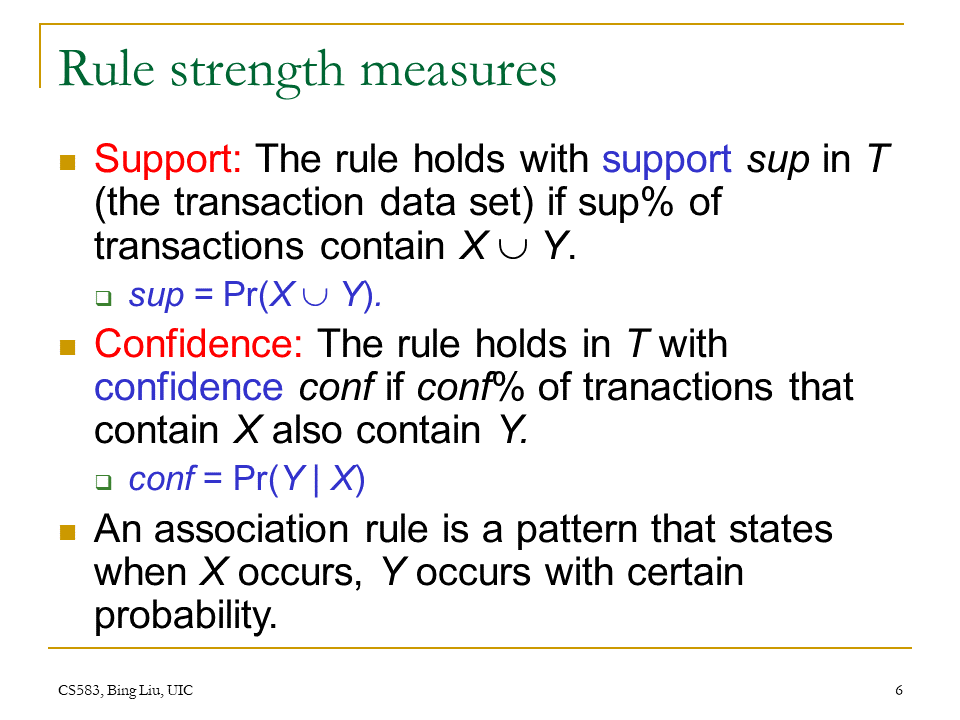 Rule strength measures
Support: The rule holds with support sup in T
(the transaction data set) if sup% of
transactions contain X ∪ Y.
sup = Pr(X ∪ Y).
Confidence: The rule holds in T with
confidence conf if conf% of tranactions that
contain X also contain Y.
conf = Pr(Y | X)
An association rule is a pattern that states
when X occurs, Y occurs with certain
probability.
CS583, Bing Liu, UIC
6